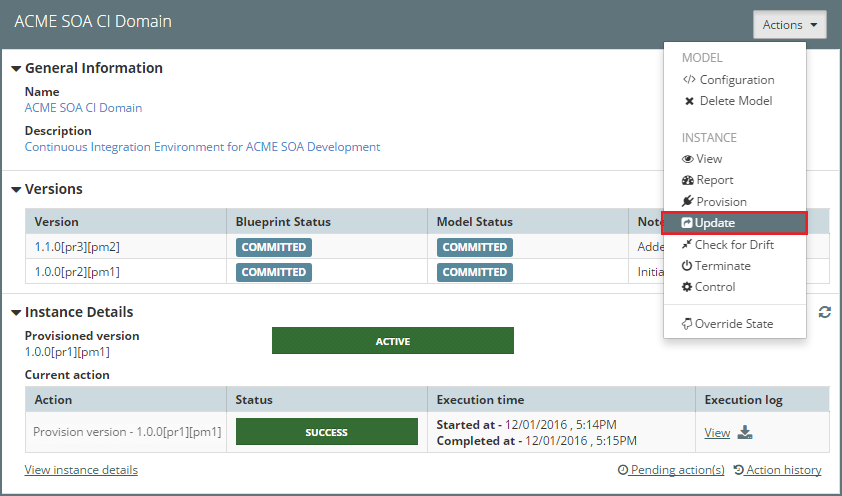 ACME SOA CI Domain
Actions
MODEL
Configuration
Delete Model
INSTANCE
View
Report
Provision
Update
Check for Drift
Terminate
Control
Override State
General Information
Name
ACME SOA CI Domain
Description
Continuous Integration Environment for ACME SOA Development
Versions
Version Blueprint Status Model Status Note
1.1.0[pr3][pm2] COMMITTED COMMITTED Adde
1.0.0[pr2][pm1] COMMITTED COMMITTED Initia
Instance Details
Provisioned version
1.0.0[pr1][pm1]
ACTIVE
Current action
Action Status Execution time Execution log
Provision version - 1.0.0[pr1][pm1] SUCCESS Started at - 12/01/2016 , 5:14PM
Completed at - 12/01/2016 , 5:15PM
View
View instance details Pending action(s) Action history